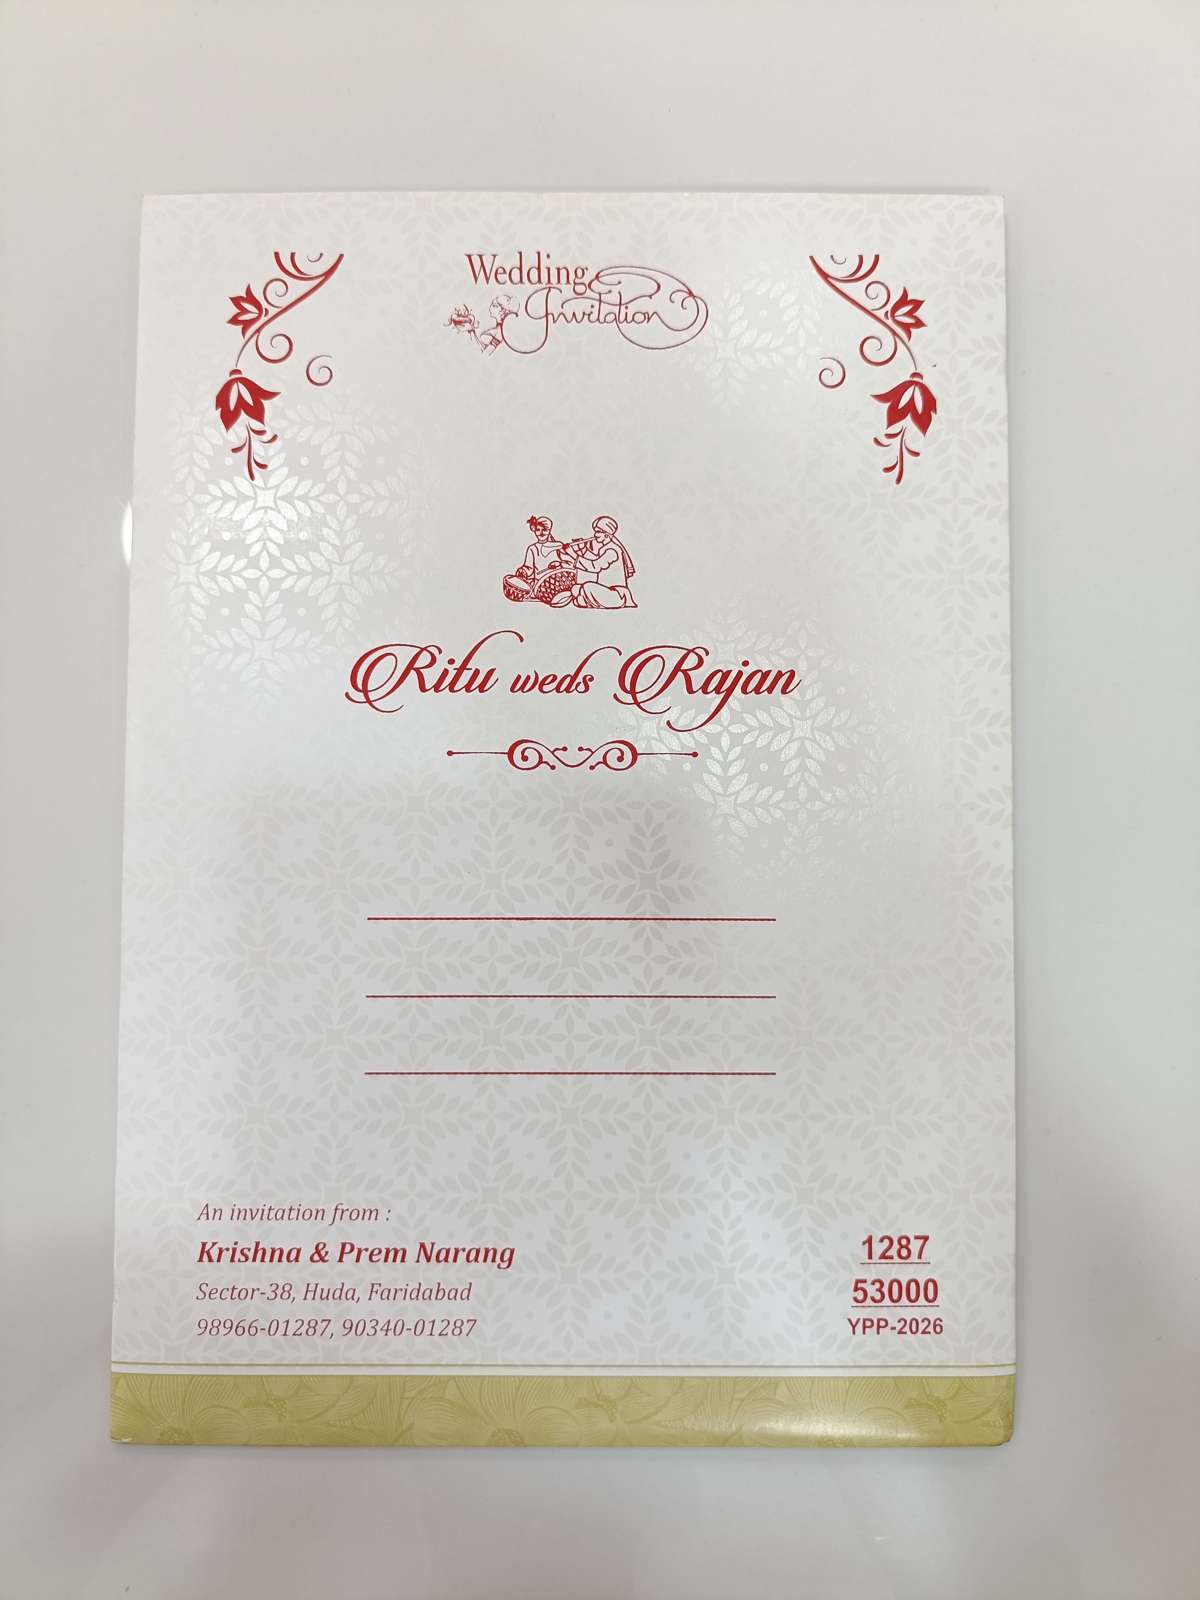 Wedding
Invitation
Ritu weds Rajan
An invitation from :
Krishna & Prem Narang
Sector-38, Huda, Faridabad
98966-01287, 90340-01287
1287
53000
YPP-2026